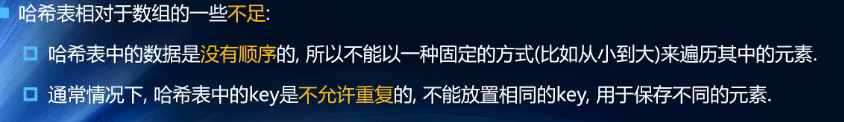 哈希表相对于数组的一些不足:
哈希表中的数据是没有顺序的, 所以不能以一种固定的方式(比如从小到大)来遍历其中的元素.
通常情况下, 哈希表中的key是不允许重复的, 不能放置相同的key, 用于保存不同的元素.